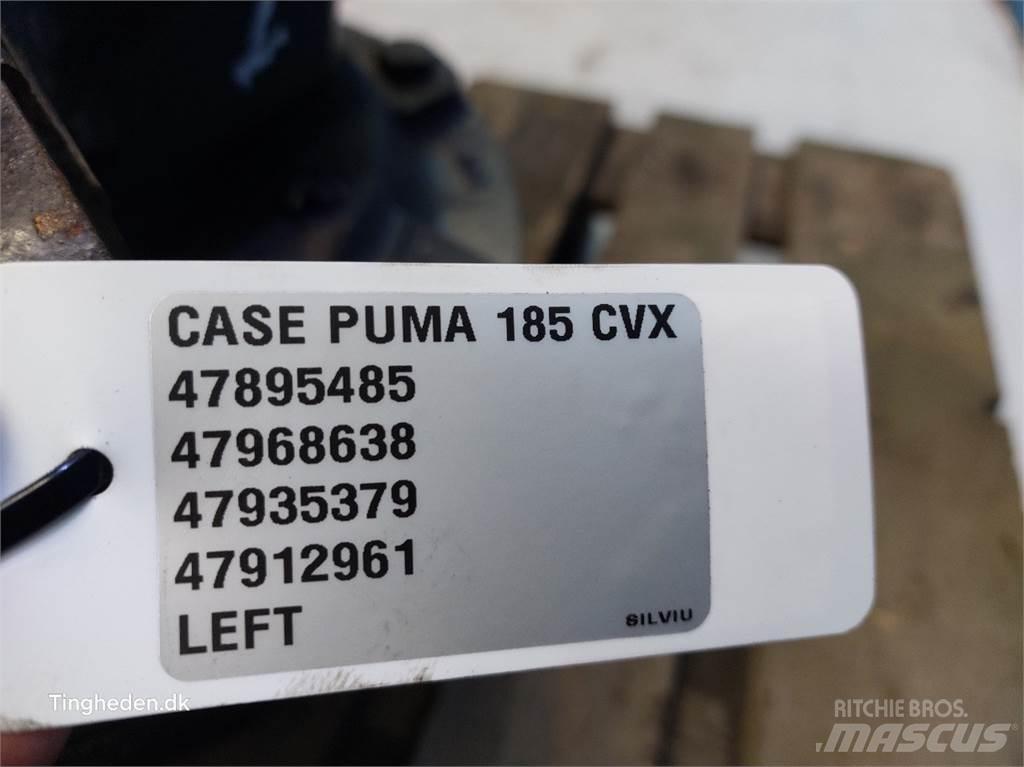 CASE PUMA 185 CVX
47895485
47968638
47935379
47912961
LEFT
SILVIU
Tingheden.dk
RITCHIE BROS.
MASCUS